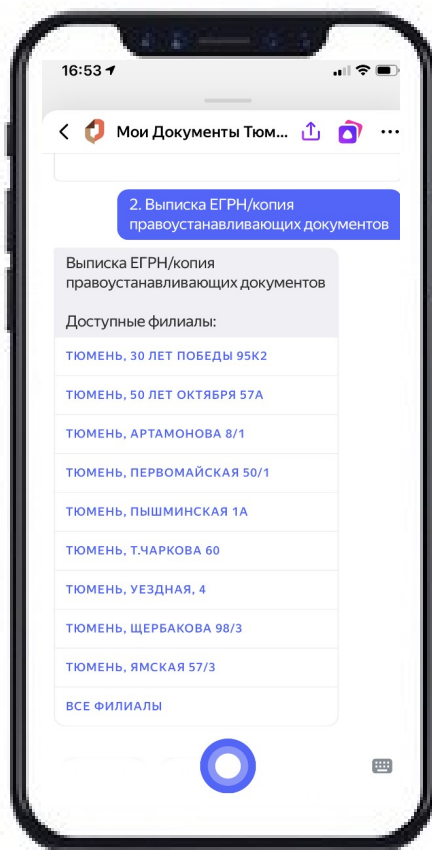 16:53
Мои Документы Тюм...
2. Выписка ЕГРН/копия
правоустанавливающих документов
Выписка ЕГРН/копия
правоустанавливающих документов
Доступные филиалы:
ТЮМЕНЬ, 30 ЛЕТ ПОБЕДЫ 95К2
ТЮМЕНЬ, 50 ЛЕТ ОКТЯБРЯ 57А
ТЮМЕНЬ, АРТАМОНОВА 8/1
ТЮМЕНЬ, ПЕРВОМАЙСКАЯ 50/1
ТЮМЕНЬ, ПЫШМИНСКАЯ 1А
ТЮМЕНЬ, Т.ЧАРКОВА 60
ТЮМЕНЬ, УЕЗДНАЯ, 4
ТЮМЕНЬ, ЩЕРБАКОВА 98/3
ТЮМЕНЬ, ЯМСКАЯ 57/3
ВСЕ ФИЛИАЛЫ